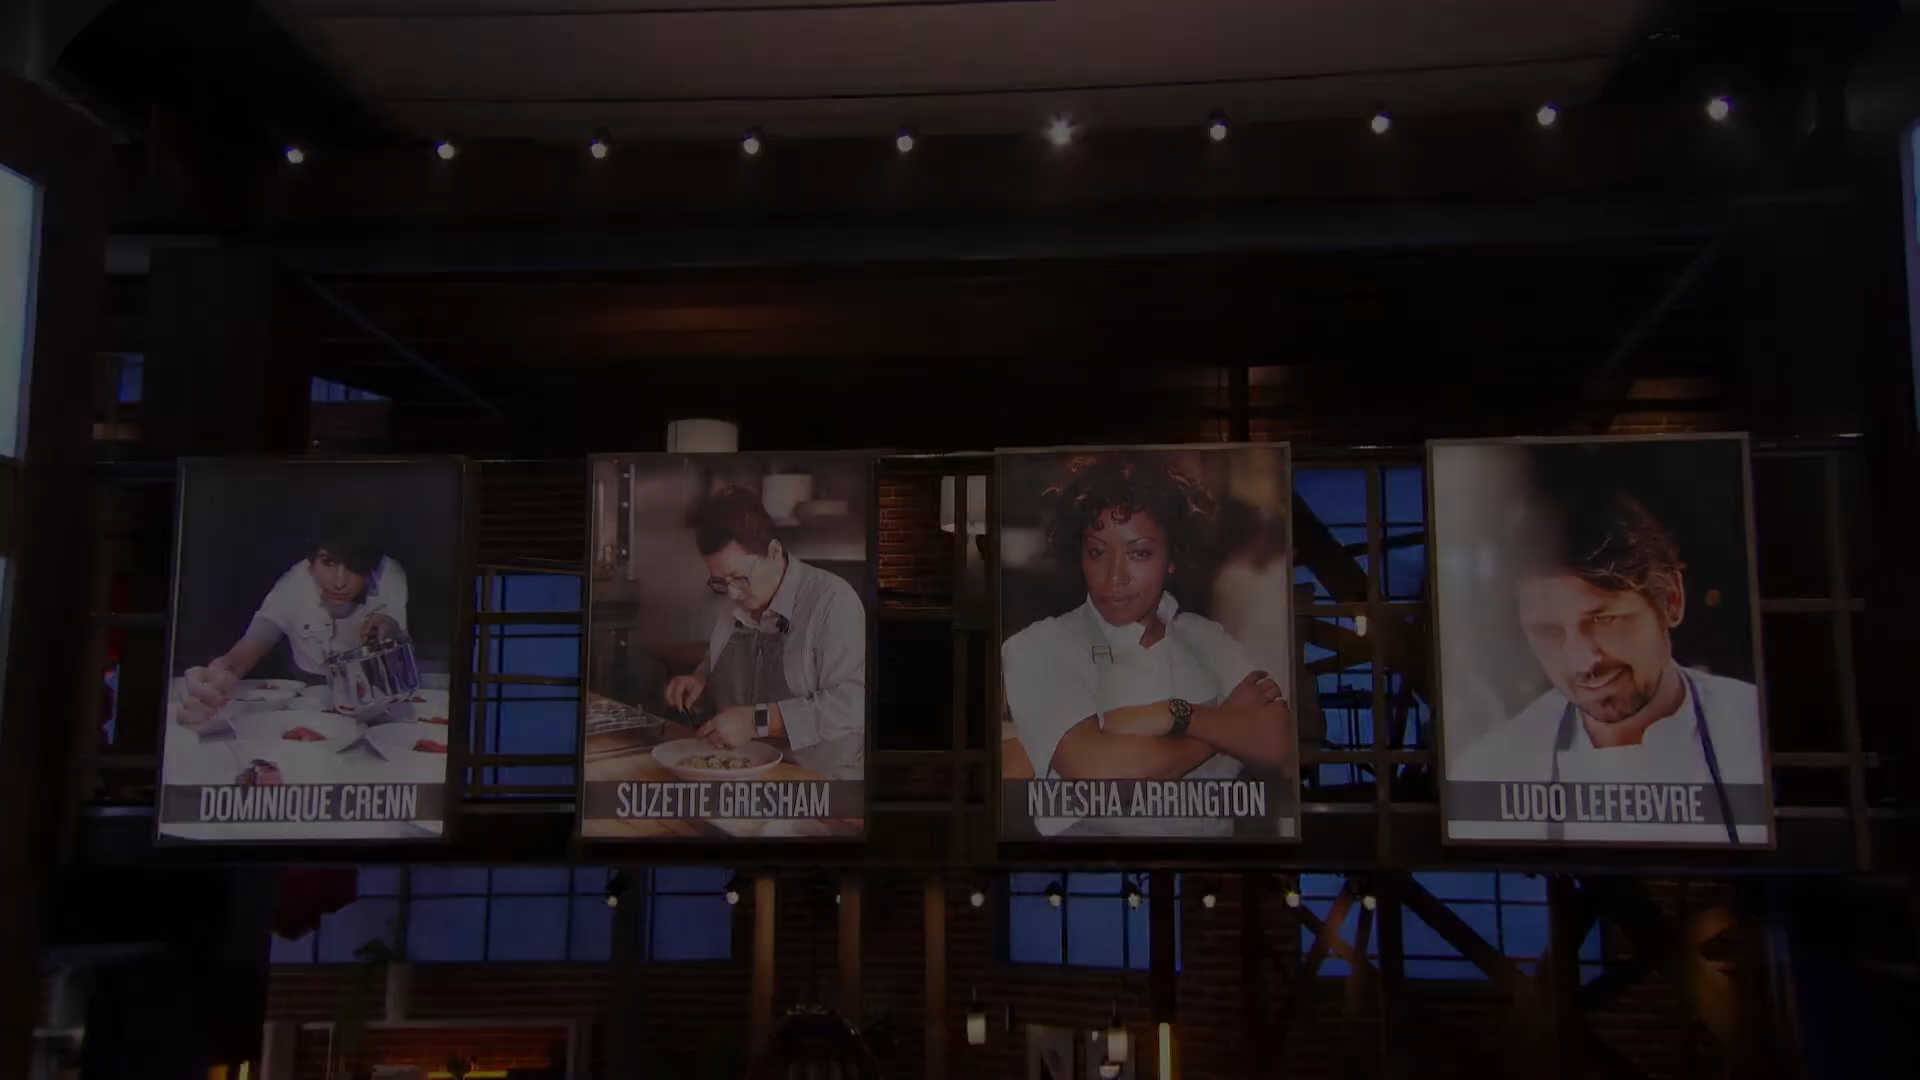 DOMINIQUE CRENN
SUZETTE GRESHAM
NYESHA ARRINGTON
LUDO LEFEBVRE